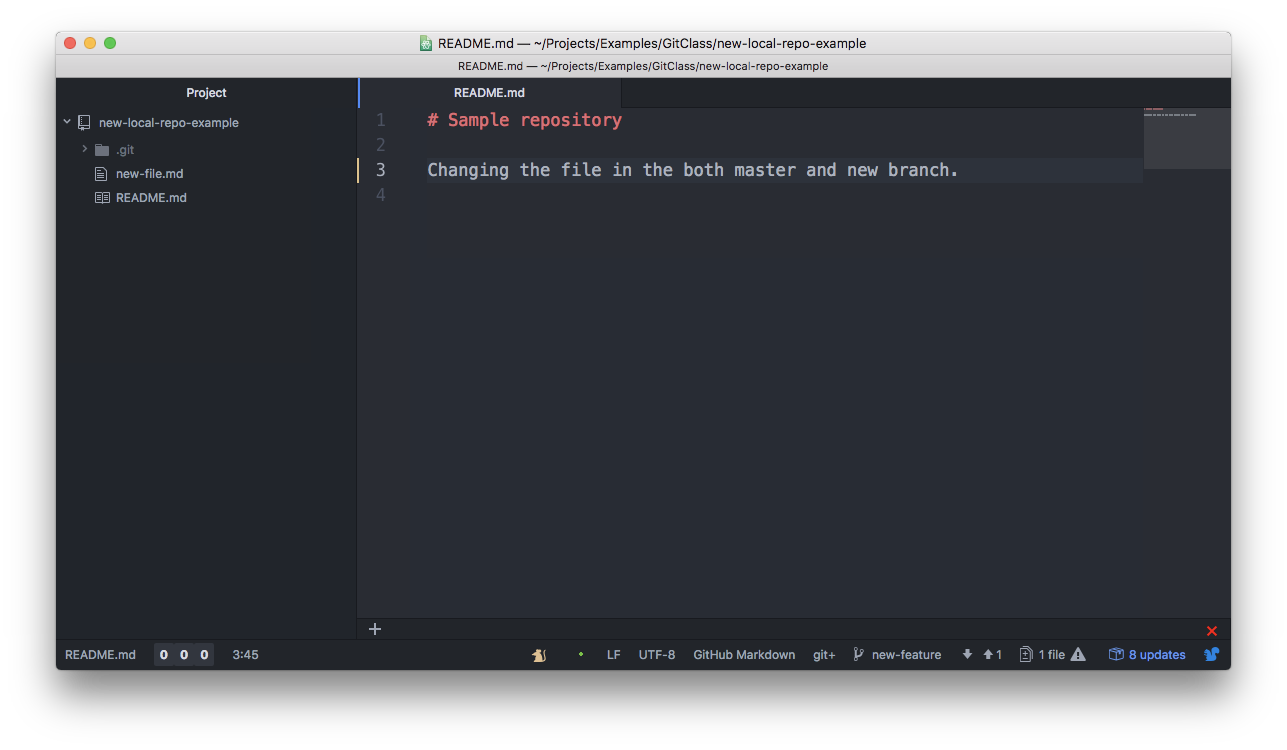 README.md — ~/Projects/Examples/GitClass/new-local-repo-example
README.md — ~/Projects/Examples/GitClass/new-local-repo-example
Project
README.md
new-local-repo-example
.git
new-file.md
README.md
1 # Sample repository
2
3 Changing the file in the both master and new branch.
4
README.md 0 0 0 3:45 LF UTF-8 GitHub Markdown git+ new-feature 1 1 file 8 updates